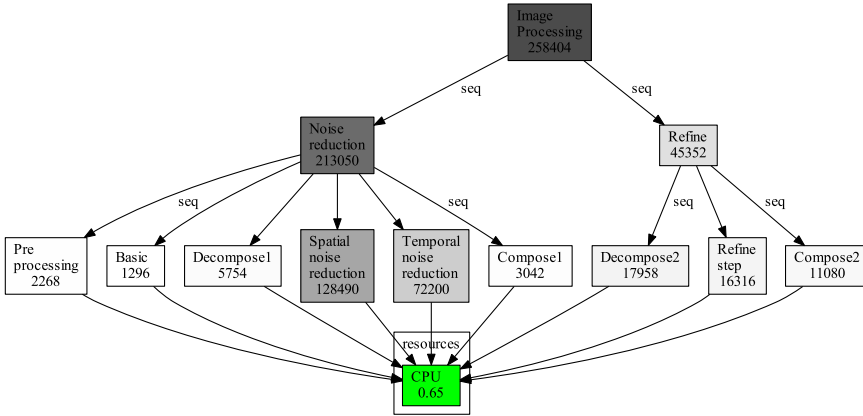 Image
Processing
258404
seq
seq
Noise
reduction
213050
Refine
45352
seq
seq
seq
seq
Pre
processing
2268
Basic
1296
Decompose1
5754
Spatial
noise
reduction
128490
Temporal
noise
reduction
72200
Compose1
3042
Decompose2
17958
Refine
step
16316
Compose2
11080
resources
CPU
0.65